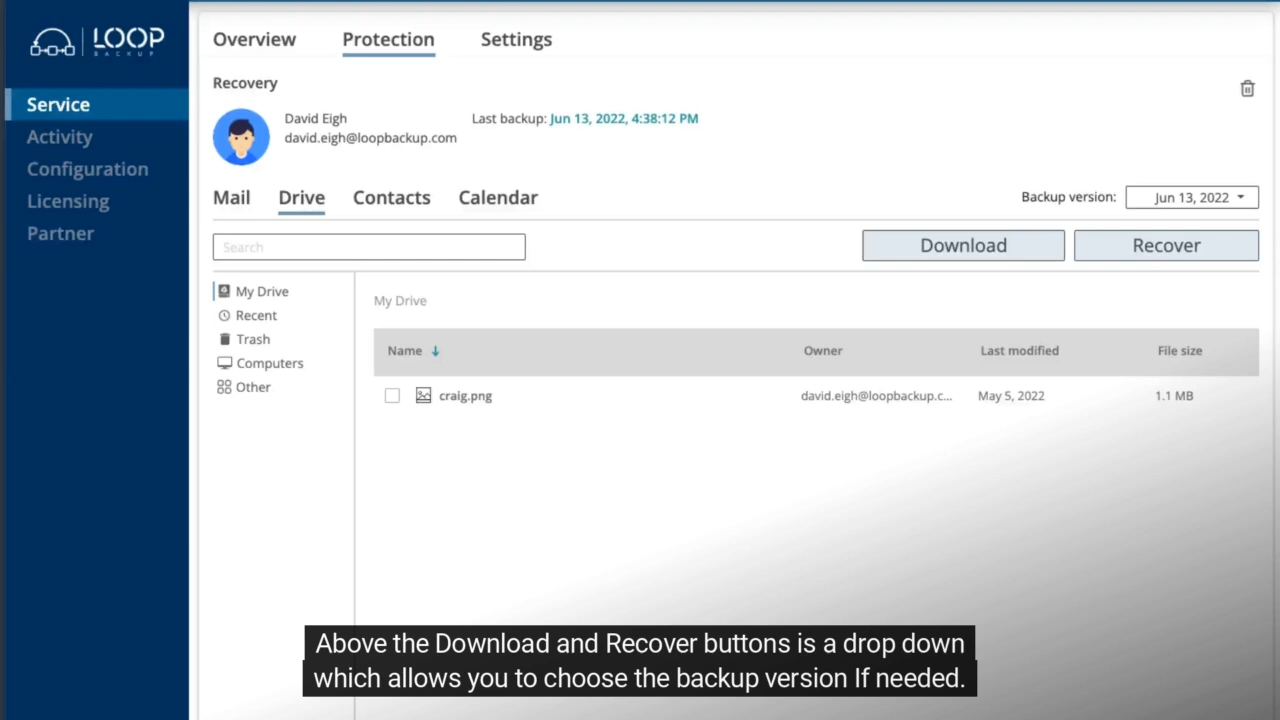 LOOP
BACKUP
Overview Protection Settings
Service
Activity
Configuration
Licensing
Partner
Recovery
David Eigh
david.eigh@loopbackup.com
Last backup: Jun 13, 2022, 4:38:12 PM
Mail Drive Contacts Calendar
Backup version: Jun 13, 2022
Search
Download Recover
My Drive
Recent
Trash
Computers
Other
My Drive
Name Owner Last modified File size
craig.png david.eigh@loopbackup.c... May 5, 2022 1.1 MB
Above the Download and Recover buttons is a drop down
which allows you to choose the backup version If needed.